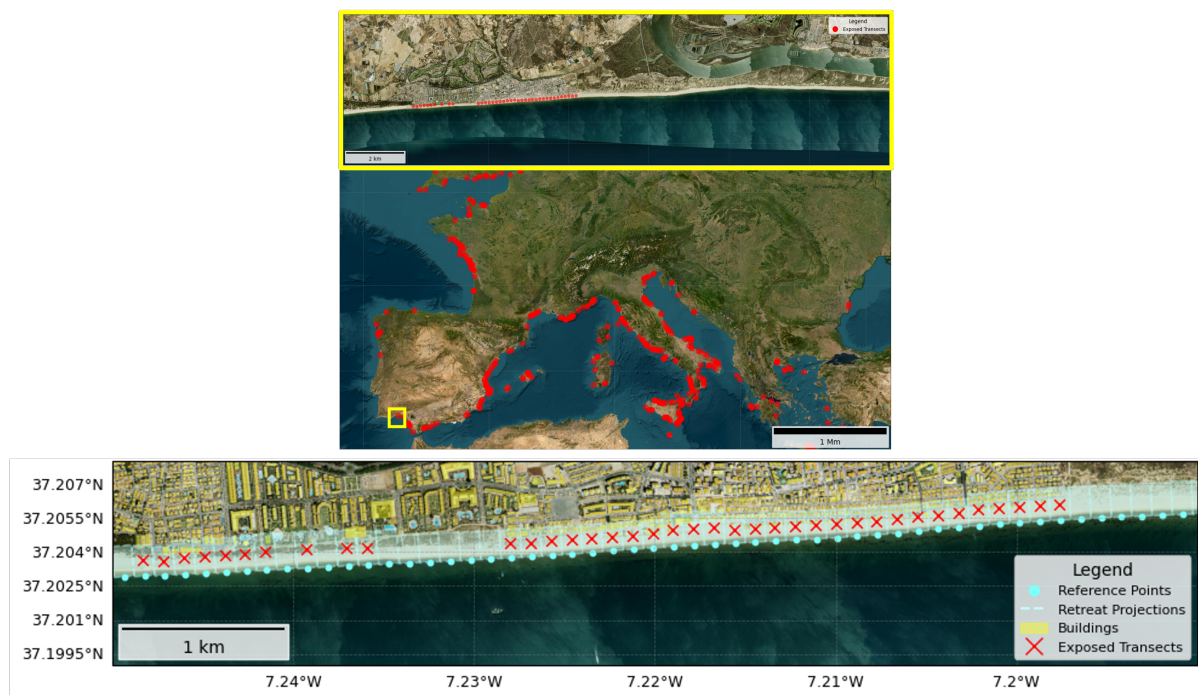 Legend
Exposed Transects
2 km
1 Mm
37.207°N
37.2055°N
37.204°N
37.2025°N
37.201°N
37.1995°N
Legend
Reference Points
Retreat Projections
Buildings
Exposed Transects
1 km
7.24°W
7.23°W
7.22°W
7.21°W
7.2°W